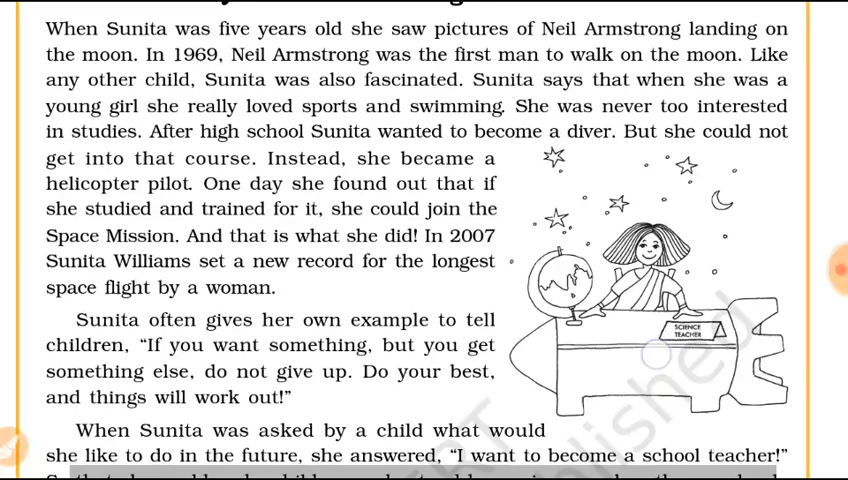 When Sunita was five years old she saw pictures of Neil Armstrong landing on
the moon. In 1969, Neil Armstrong was the first man to walk on the moon. Like
any other child, Sunita was also fascinated. Sunita says that when she was a
young girl she really loved sports and swimming. She was never too interested
in studies. After high school Sunita wanted to become a diver. But she could not
get into that course. Instead, she became a
helicopter pilot. One day she found out that if
she studied and trained for it, she could join the
Space Mission. And that is what she did! In 2007
Sunita Williams set a new record for the longest
space flight by a woman.
SCIENCE
TEACHER
Sunita often gives her own example to tell
children, “If you want something, but you get
something else, do not give up. Do your best,
and things will work out!”
When Sunita was asked by a child what would
she like to do in the future, she answered, “I want to become a school teacher!”